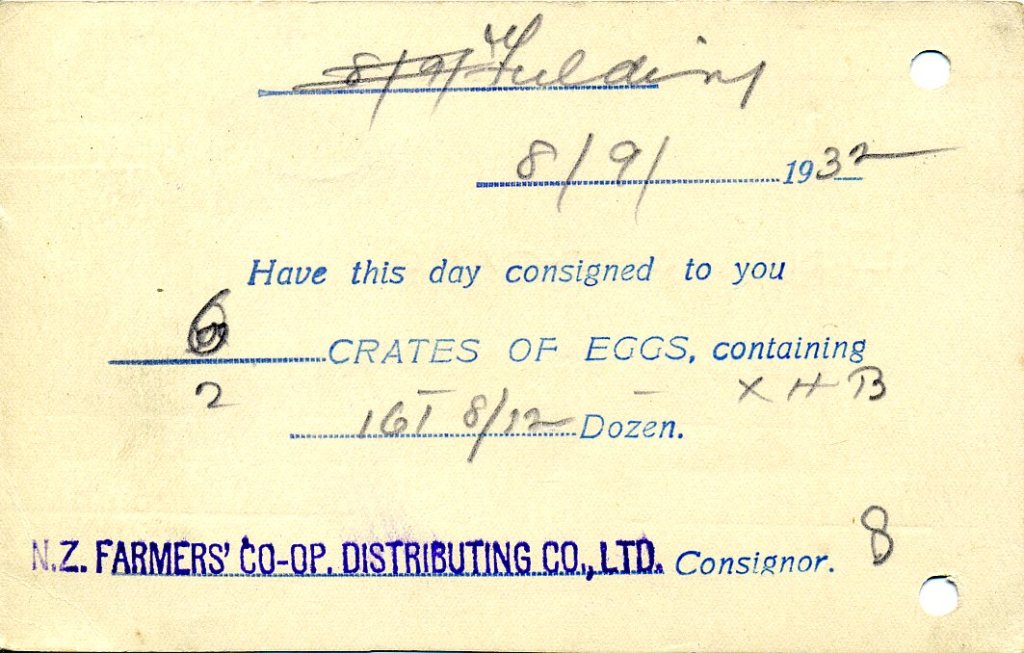 8/9/ Feilding
8/9/ 1932
Have this day consigned to you
6 CRATES OF EGGS, containing
2 X H B
161 8/12 Dozen.
N.Z. FARMERS' CO-OP. DISTRIBUTING CO., LTD. Consignor. 8